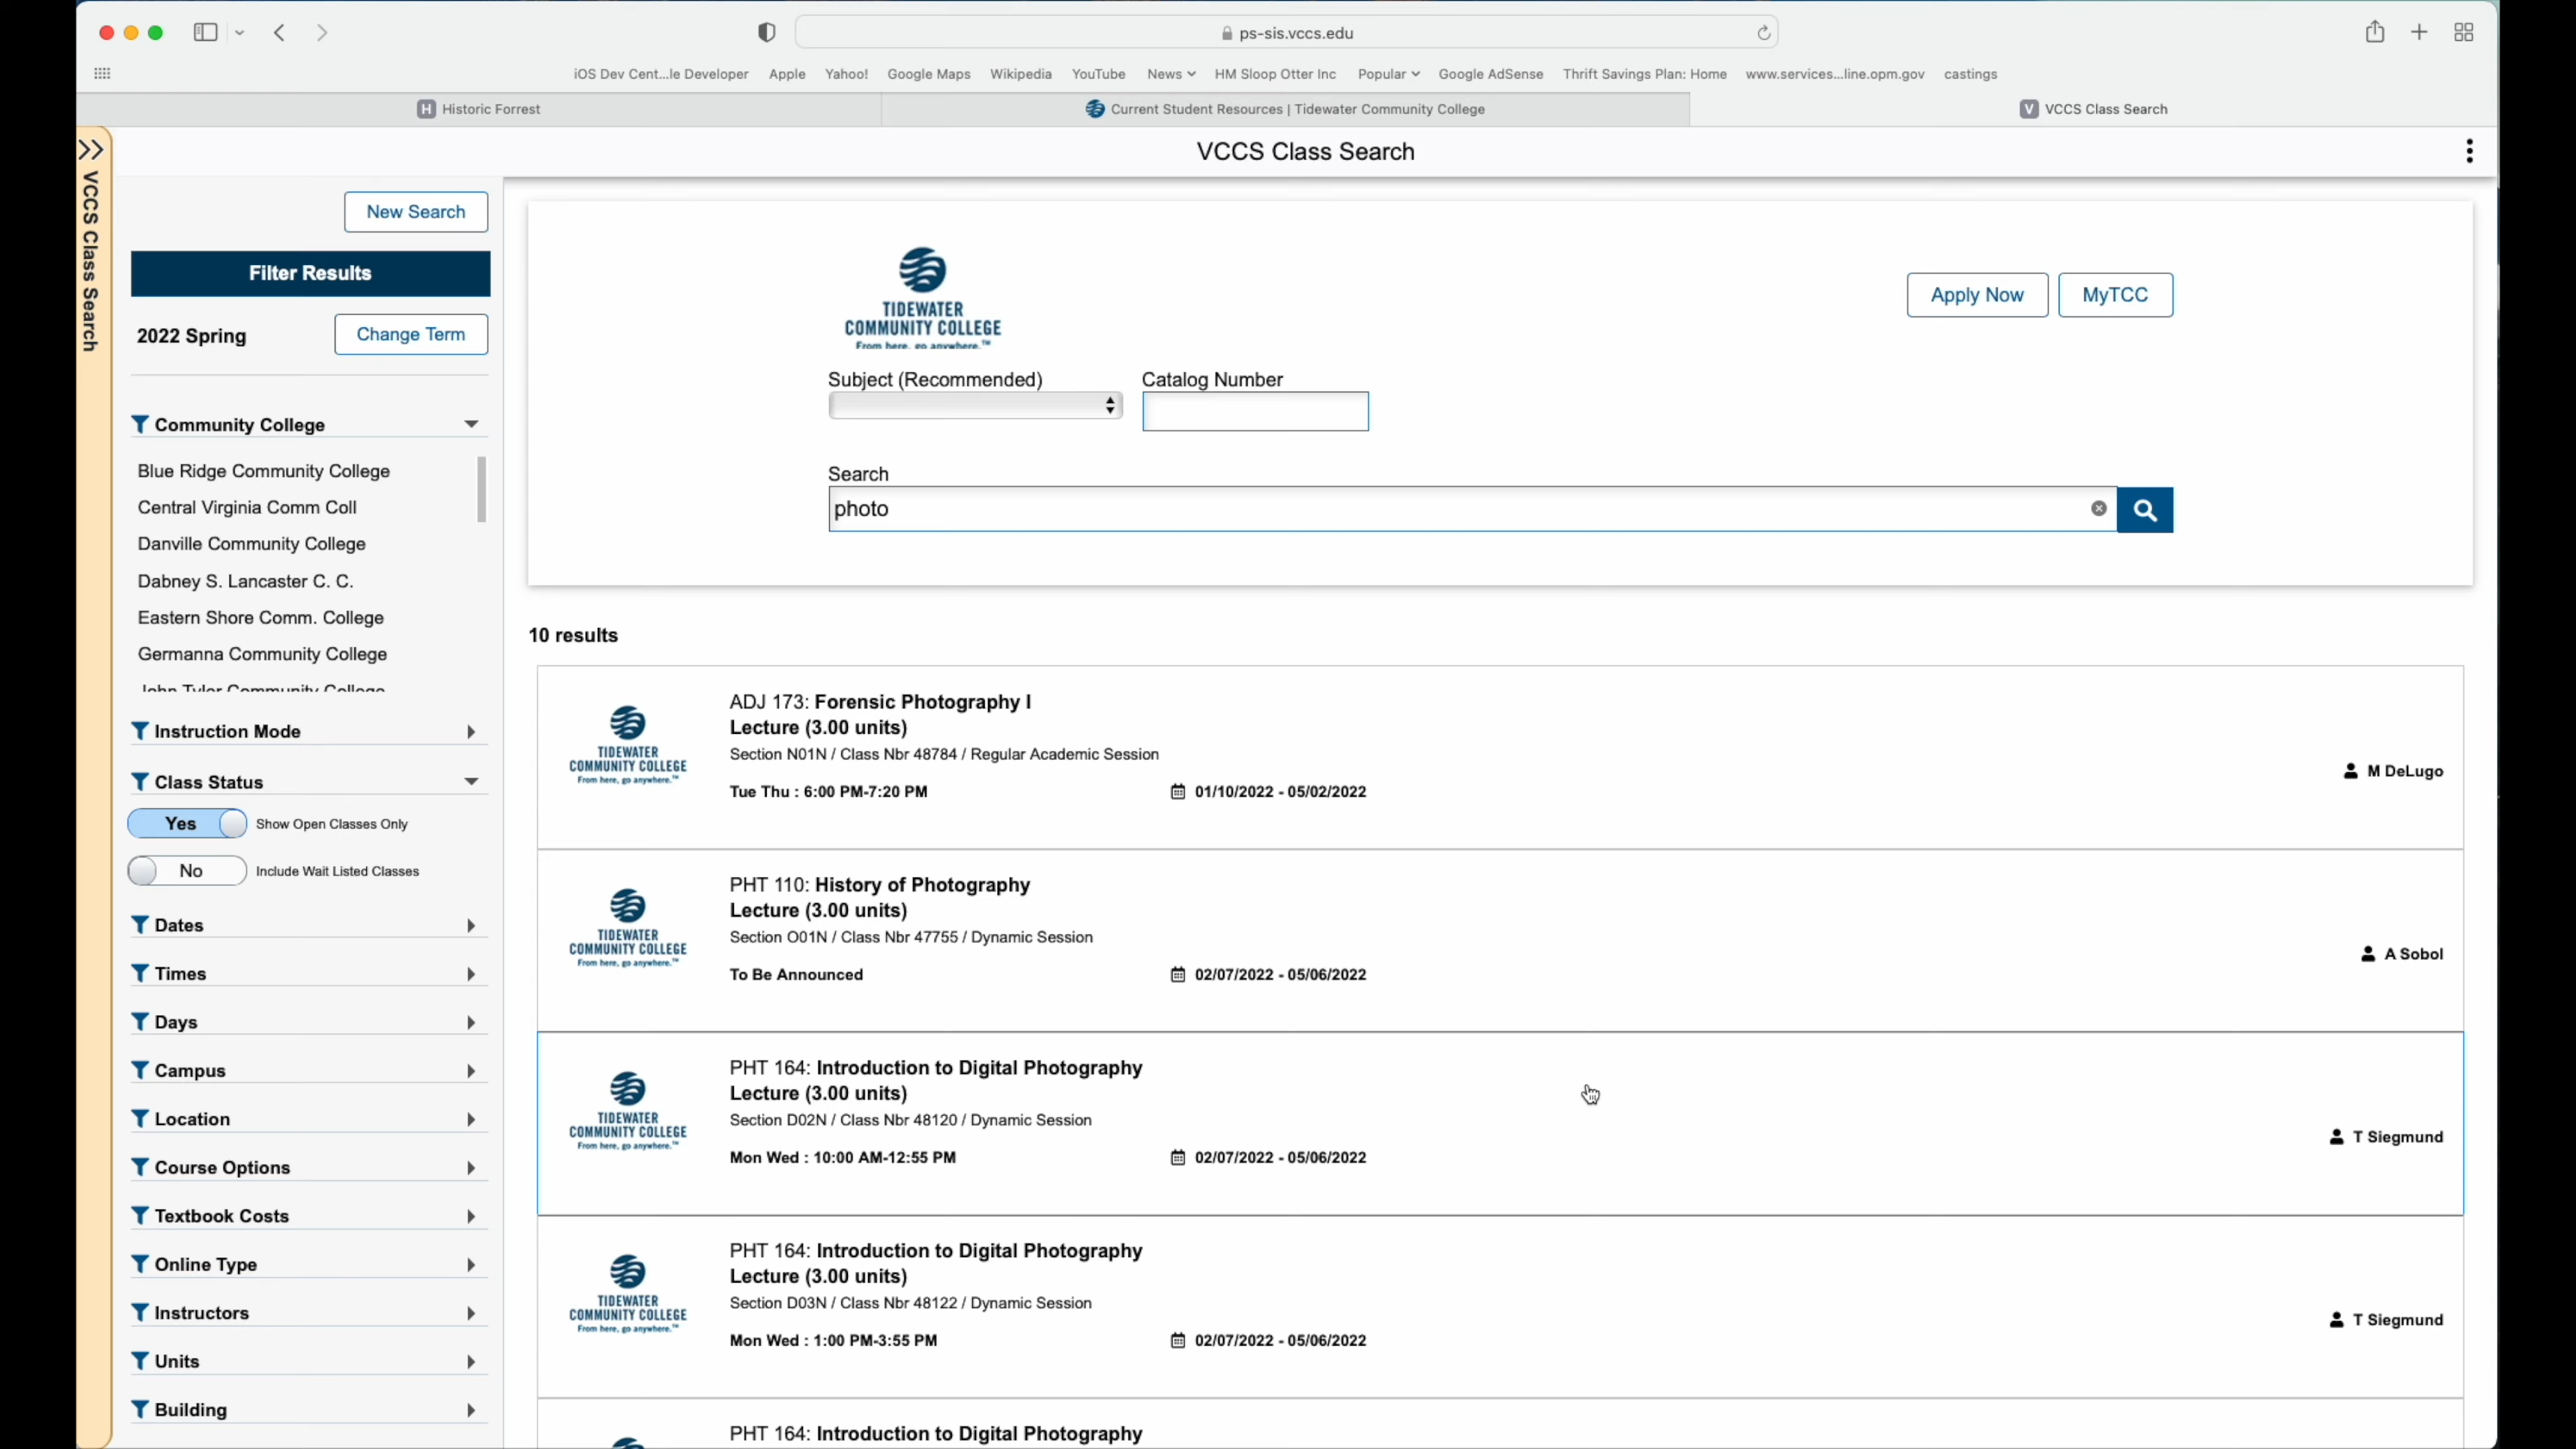 ps-sis.vccs.edu
iOS Dev Cent...le Developer Apple Yahoo! Google Maps Wikipedia YouTube News HM Sloop Otter Inc Popular Google AdSense Thrift Savings Plan: Home www.services...line.opm.gov castings
H Historic Forrest
Current Student Resources | Tidewater Community College
V VCCS Class Search
VCCS Class Search
VCCS Class Search
New Search
Filter Results
2022 Spring
Change Term
Community College
Blue Ridge Community College
Central Virginia Comm Coll
Danville Community College
Dabney S. Lancaster C. C.
Eastern Shore Comm. College
Germanna Community College
John Tyler Community College
Instruction Mode
Class Status
Yes Show Open Classes Only
No Include Wait Listed Classes
Dates
Times
Days
Campus
Location
Course Options
Textbook Costs
Online Type
Instructors
Units
Building
TIDEWATER
COMMUNITY COLLEGE
From here, go anywhere.™
Apply Now
MyTCC
Subject (Recommended)
Catalog Number
Search
photo
10 results
TIDEWATER
COMMUNITY COLLEGE
From here, go anywhere.™
ADJ 173: Forensic Photography I
Lecture (3.00 units)
Section N01N / Class Nbr 48784 / Regular Academic Session
Tue Thu : 6:00 PM-7:20 PM
01/10/2022 - 05/02/2022
M DeLugo
TIDEWATER
COMMUNITY COLLEGE
From here, go anywhere.™
PHT 110: History of Photography
Lecture (3.00 units)
Section O01N / Class Nbr 47755 / Dynamic Session
To Be Announced
02/07/2022 - 05/06/2022
A Sobol
TIDEWATER
COMMUNITY COLLEGE
From here, go anywhere.™
PHT 164: Introduction to Digital Photography
Lecture (3.00 units)
Section D02N / Class Nbr 48120 / Dynamic Session
Mon Wed : 10:00 AM-12:55 PM
02/07/2022 - 05/06/2022
T Siegmund
TIDEWATER
COMMUNITY COLLEGE
From here, go anywhere.™
PHT 164: Introduction to Digital Photography
Lecture (3.00 units)
Section D03N / Class Nbr 48122 / Dynamic Session
Mon Wed : 1:00 PM-3:55 PM
02/07/2022 - 05/06/2022
T Siegmund
PHT 164: Introduction to Digital Photography